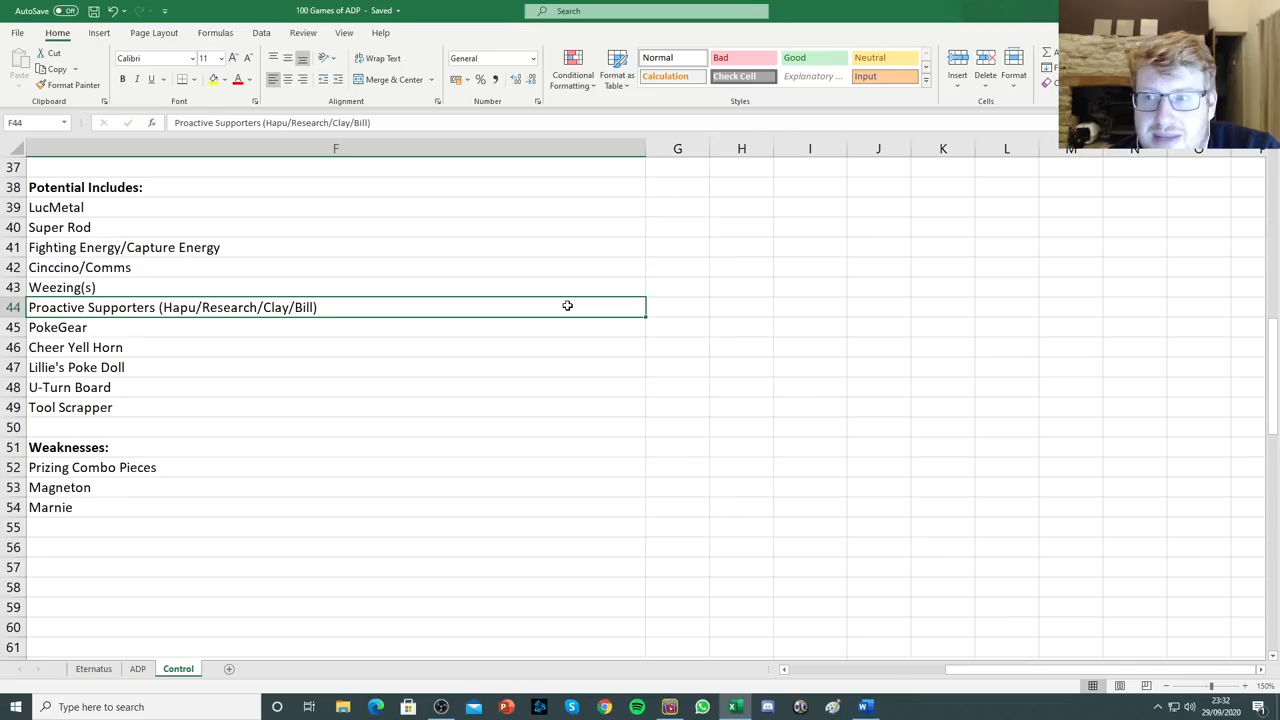 AutoSave Off
100 Games of ADP - Saved
Search
File Home Insert Page Layout Formulas Data Review View Help
Paste
Cut
Copy
Format Painter
Clipboard
Calibri 11
B I U
Font
Wrap Text
Merge & Center
Alignment
General
Number
Conditional Formatting
Format as Table
Normal Bad Good Neutral
Calculation Check Cell Explanatory ... Input
Styles
Insert Delete Format
Cells
F44
fx
Proactive Supporters (Hapu/Research/Clay/Bill)
F G H I J K L M N O P
37
38 Potential Includes:
39 LucMetal
40 Super Rod
41 Fighting Energy/Capture Energy
42 Cinccino/Comms
43 Weezing(s)
44 Proactive Supporters (Hapu/Research/Clay/Bill)
45 PokeGear
46 Cheer Yell Horn
47 Lillie's Poke Doll
48 U-Turn Board
49 Tool Scrapper
50
51 Weaknesses:
52 Prizing Combo Pieces
53 Magneton
54 Marnie
55
56
57
58
59
60
61
Eternatus ADP Control
150%
Type here to search
23:32
29/09/2020